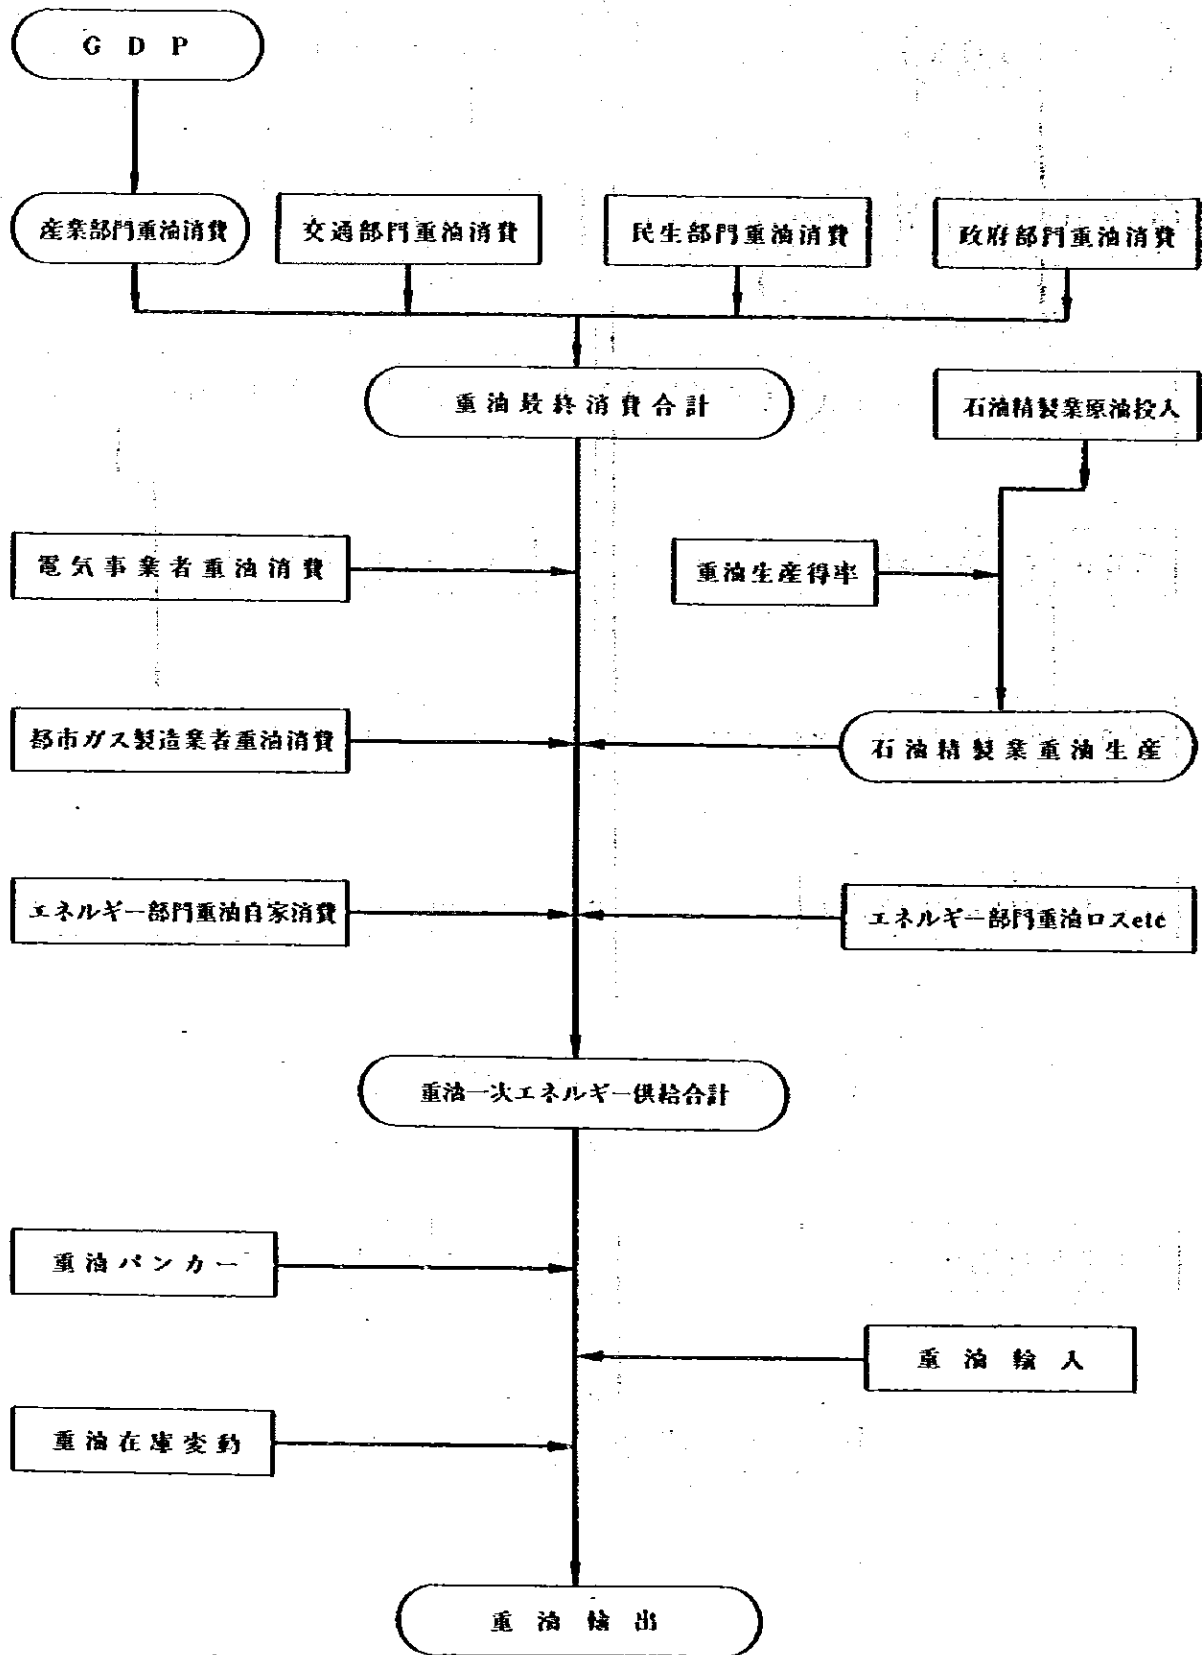 GDP
産業部門重油消費
交通部門重油消費
民生部門重油消費
政府部門重油消費
重油最終消費合計
石油精製業原油投入
電気事業者重油消費
重油生産得率
都市ガス製造業者重油消費
石油精製業重油生産
エネルギー部門重油自家消費
エネルギー部門重油ロスetc
重油一次エネルギー供給合計
重油バンカー
重油輸入
重油在庫変動
重油輸出